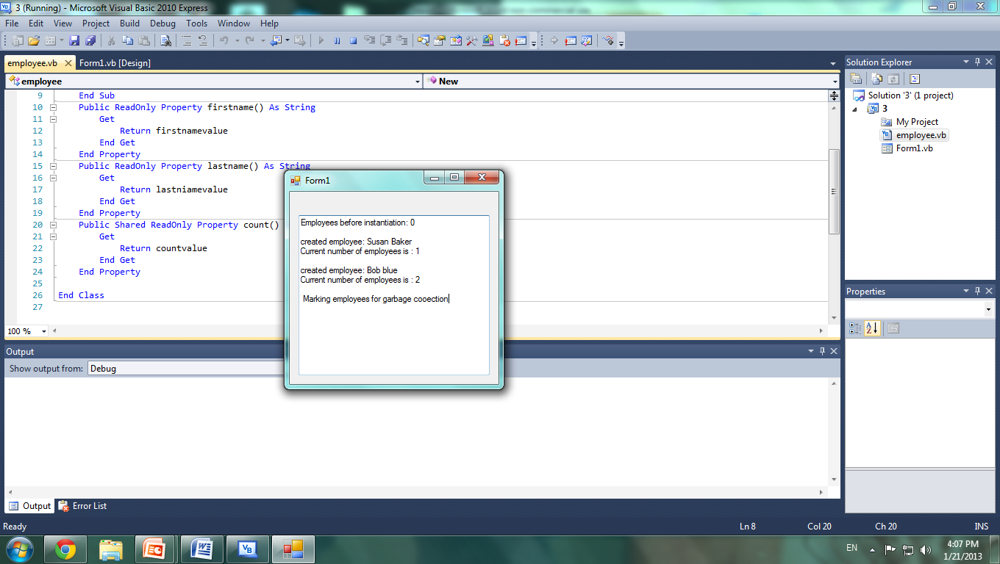 3 (Running) - Microsoft Visual Basic 2010 Express
File Edit View Project Build Debug Tools Window Help
employee.vb Form1.vb [Design]
employee New
9 End Sub
10 Public ReadOnly Property firstname() As String
11 Get
12 Return firstnamevalue
13 End Get
14 End Property
15 Public ReadOnly Property lastname() As String
16 Get
17 Return lastniamevalue
18 End Get
19 End Property
20 Public Shared ReadOnly Property count()
21 Get
22 Return countvalue
23 End Get
24 End Property
25
26 End Class
27
100 %
Form1
Employees before instantiation: 0
created employee: Susan Baker
Current number of employees is : 1
created employee: Bob blue
Current number of employees is : 2
Marking employees for garbage cooection
Output
Show output from: Debug
Output Error List
Solution Explorer
Solution '3' (1 project)
3
My Project
employee.vb
Form1.vb
Properties
Ready Ln 8 Col 20 Ch 20 INS
EN 4:07 PM
1/21/2013